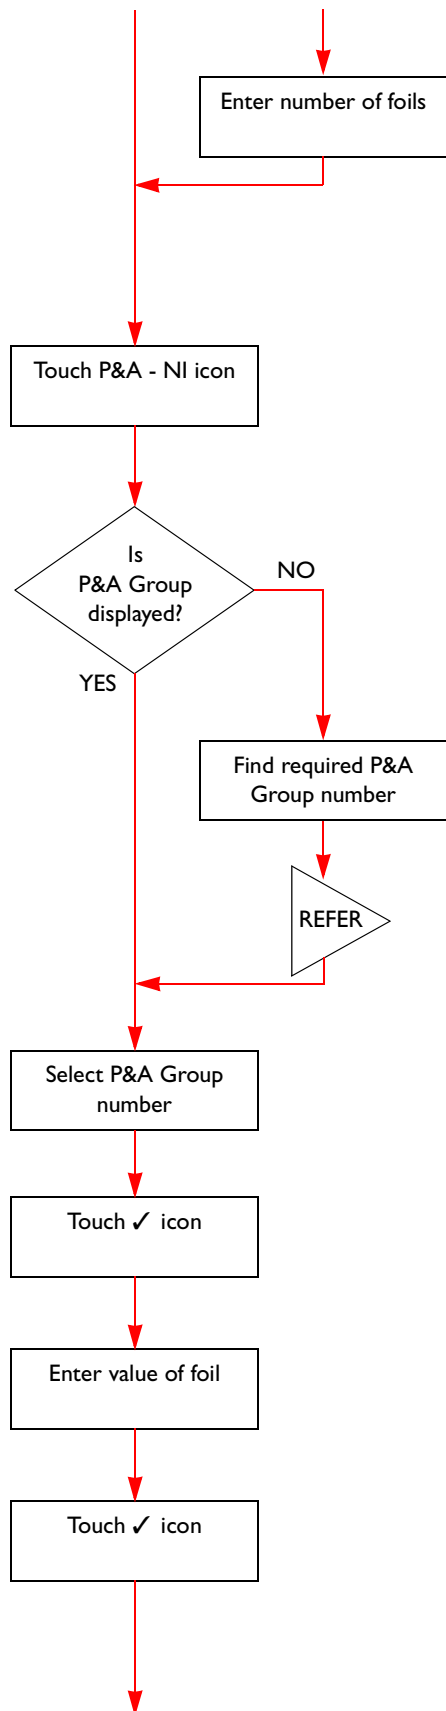 Enter number of foils
Touch P&A - NI icon
Is
P&A Group
displayed?
NO
YES
Find required P&A
Group number
REFER
Select P&A Group
number
Touch ✓ icon
Enter value of foil
Touch ✓ icon